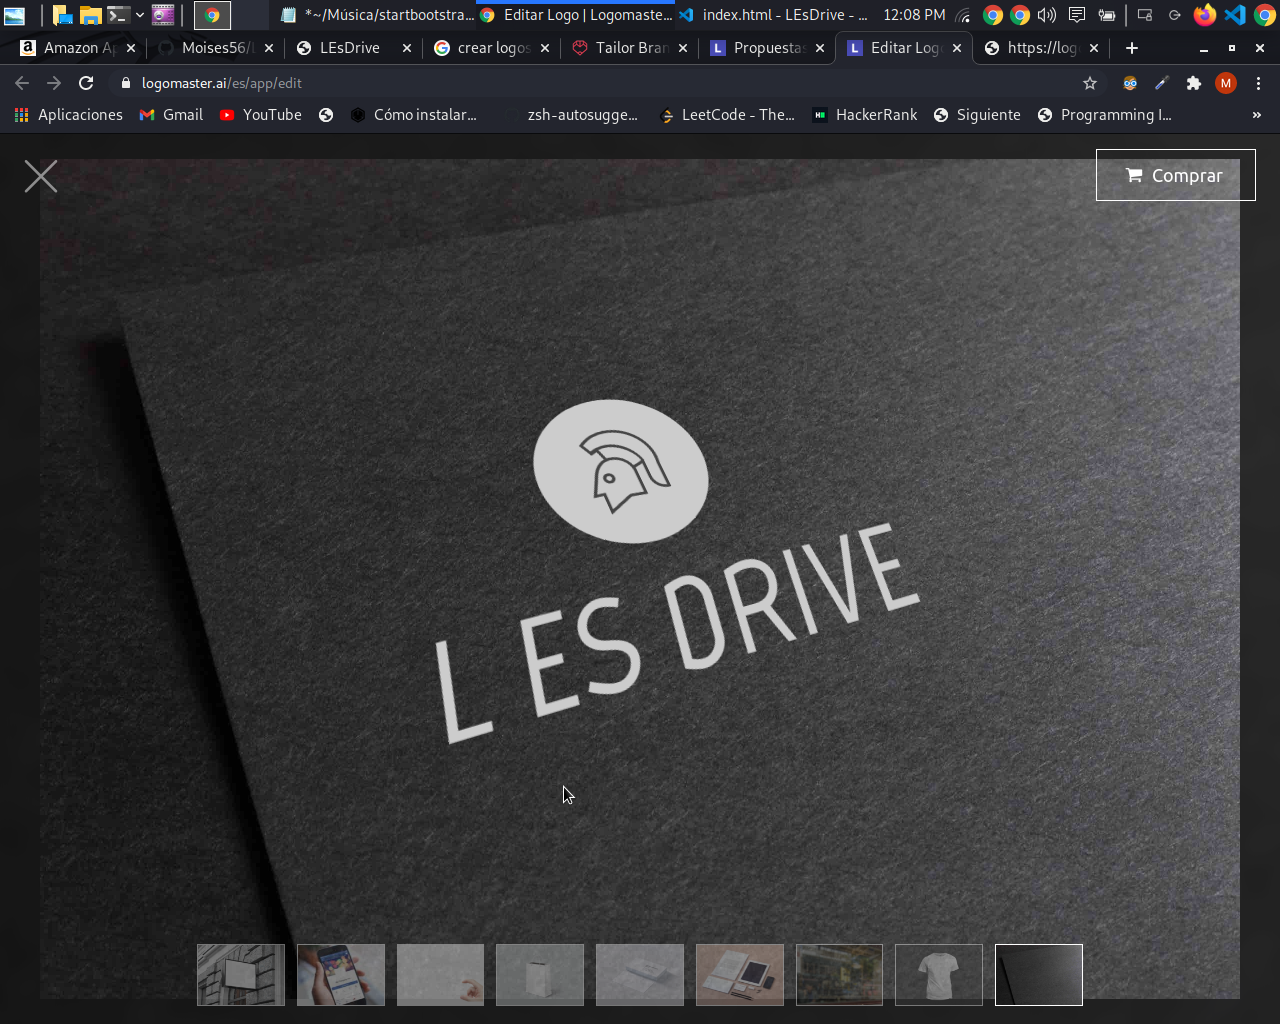 *~/Música/startbootstra...
Editar Logo | Logomaste...
index.html - LEsDrive - ...
12:08 PM
Amazon A
Moises56/
LEsDrive
crear logos
Tailor Bran
Propuestas
Editar Log
https://log
logomaster.ai/es/app/edit
M
Aplicaciones
Gmail
YouTube
Cómo instalar...
zsh-autosugge...
LeetCode - The...
HackerRank
Siguiente
Programming I...
»
Comprar
L ES DRIVE